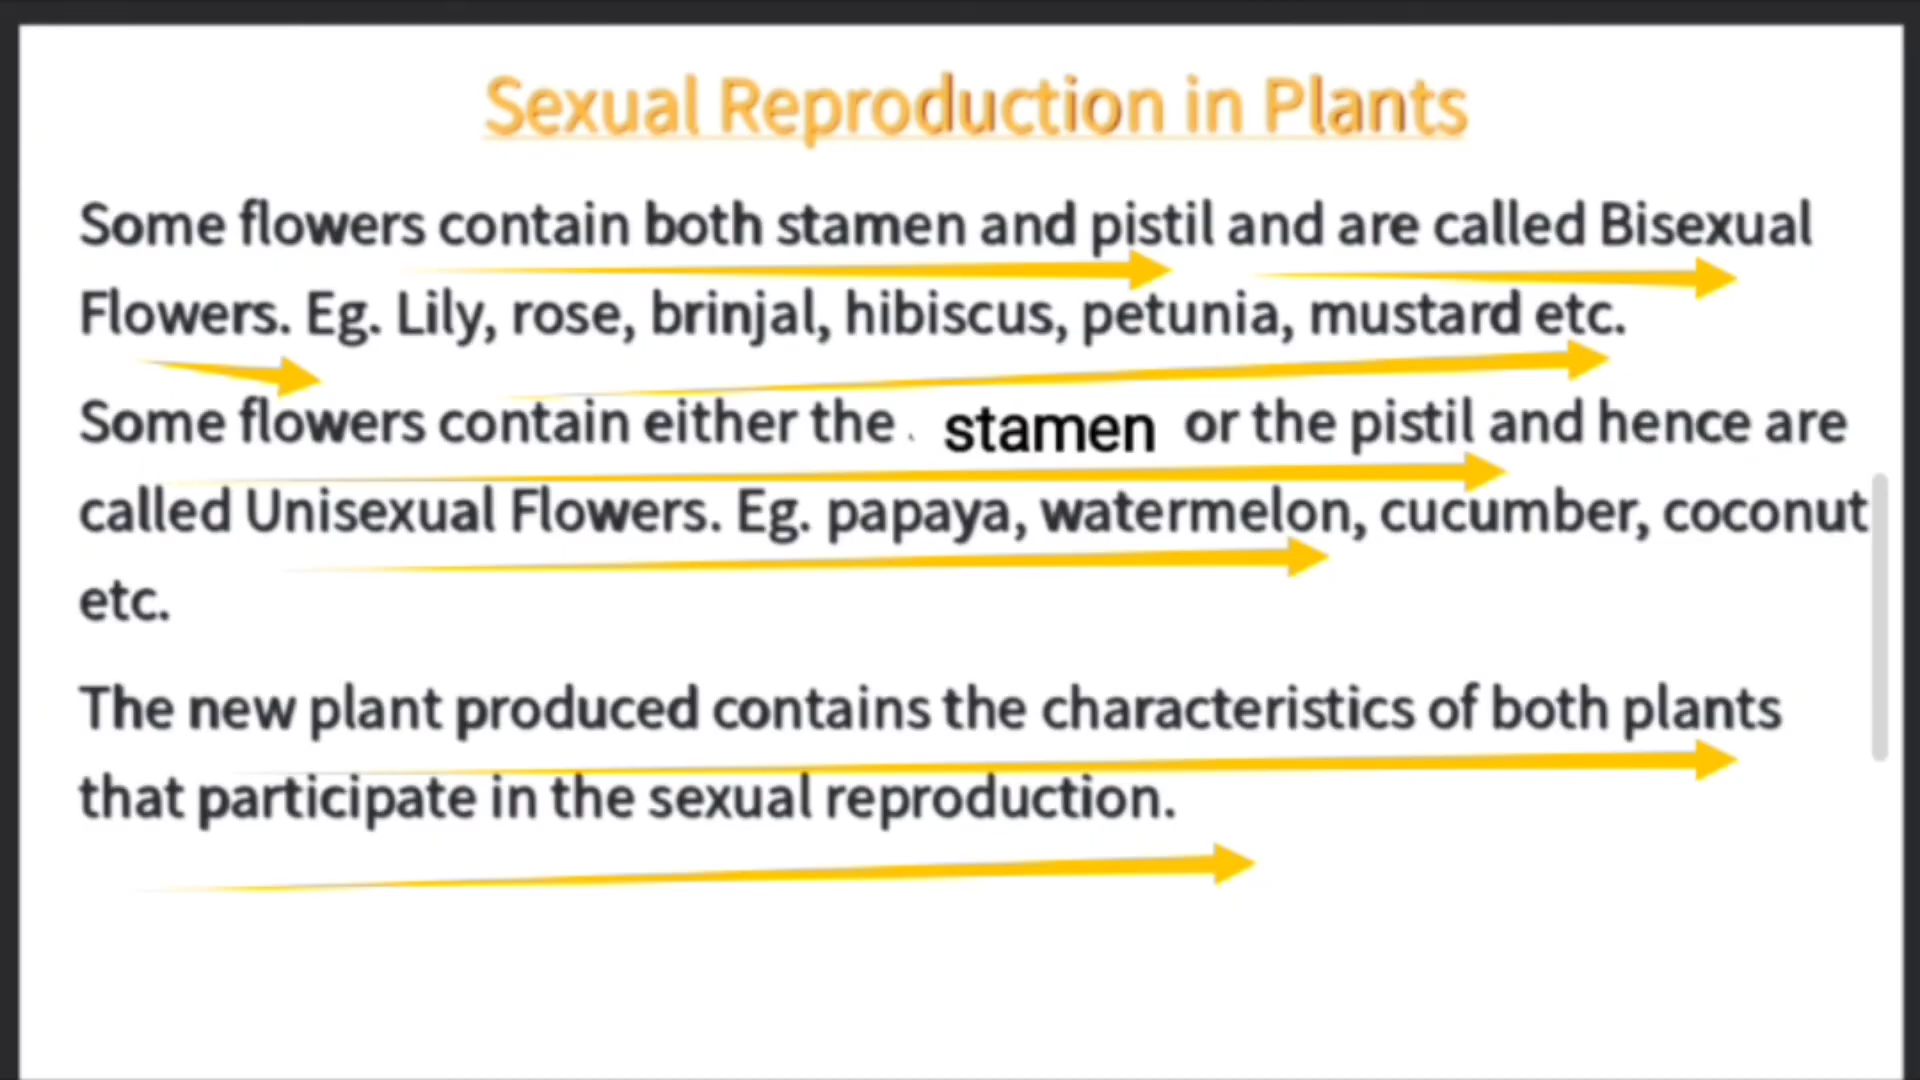 Sexual Reproduction in Plants
Some flowers contain both stamen and pistil and are called Bisexual
Flowers. Eg. Lily, rose, brinjal, hibiscus, petunia, mustard etc.
Some flowers contain either the stamen or the pistil and hence are
called Unisexual Flowers. Eg. papaya, watermelon, cucumber, coconut
etc.
The new plant produced contains the characteristics of both plants
that participate in the sexual reproduction.